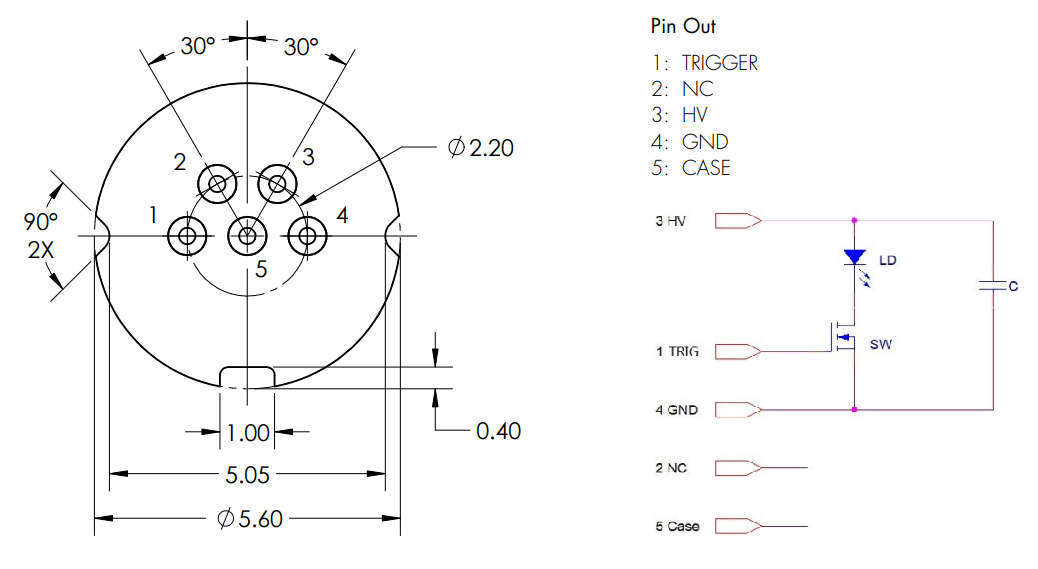 30°
30°
2
3
Ø2.20
1
4
90°
2X
5
1.00
0.40
5.05
Ø5.60
Pin Out
1: TRIGGER
2: NC
3: HV
4: GND
5: CASE
3 HV
LD
C
1 TRIG
SW
4 GND
2 NC
5 Case